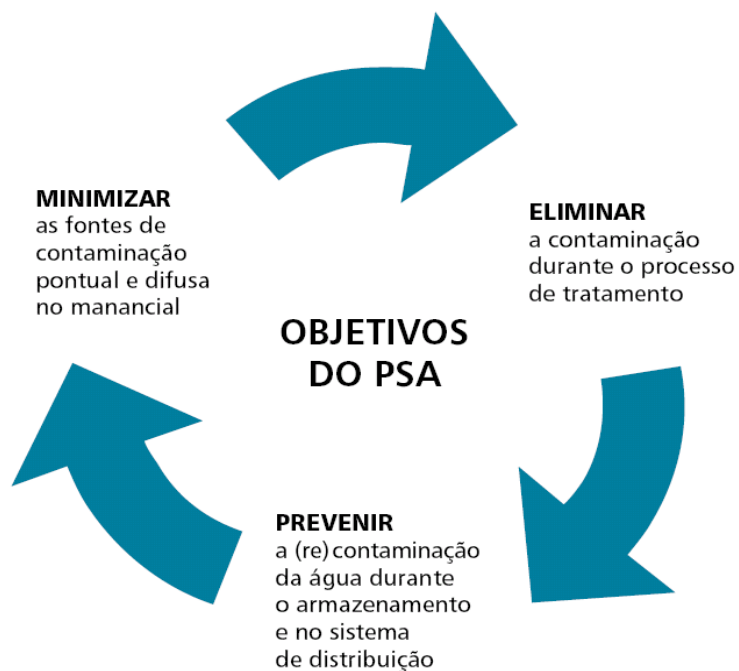 MINIMIZAR
as fontes de
contaminação
pontual e difusa
no manancial
ELIMINAR
a contaminação
durante o processo
de tratamento
OBJETIVOS
DO PSA
PREVENIR
a (re)contaminação
da água durante
o armazenamento
e no sistema
de distribuição